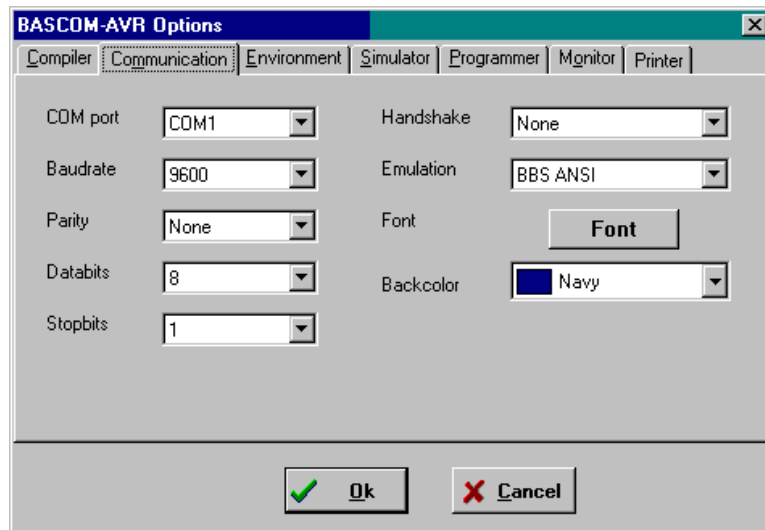 BASCOM-AVR Options
Compiler Communication Environment Simulator Programmer Monitor Printer
COM port COM1 Handshake None
Baudrate 9600 Emulation BBS ANSI
Parity None Font Font
Databits 8 Backcolor Navy
Stopbits 1
Ok Cancel